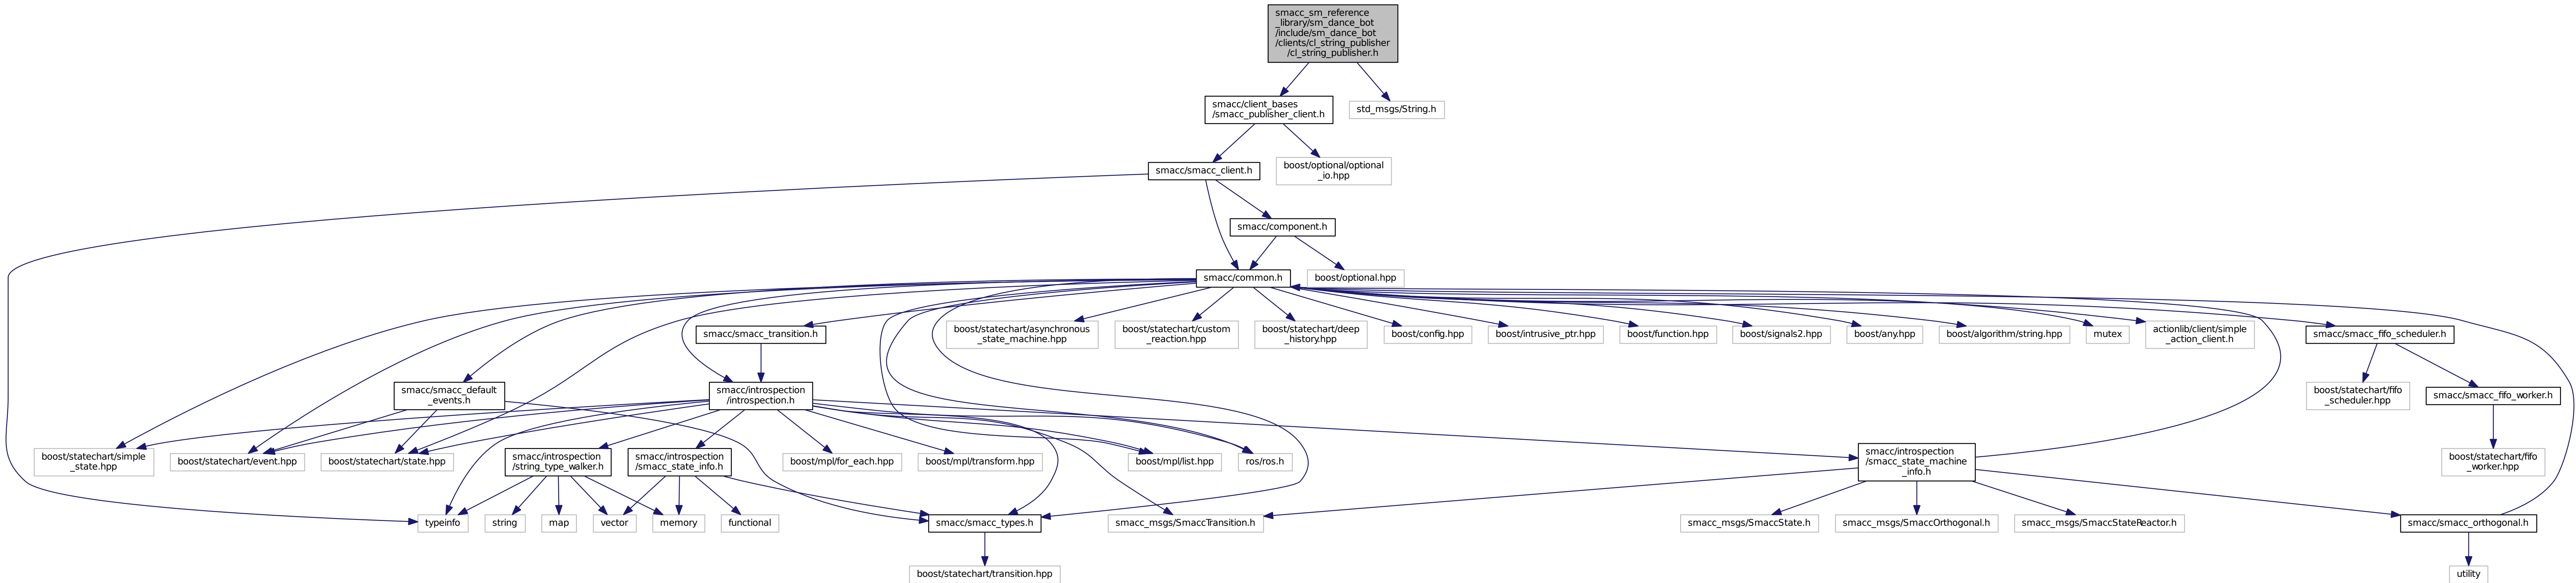 smacc_sm_reference
_library/sm_dance_bot
/include/sm_dance_bot
/clients/cl_string_publisher
/cl_string_publisher.h
smacc/client_bases
/smacc_publisher_client.h
std_msgs/String.h
smacc/smacc_client.h
boost/optional/optional
_io.hpp
smacc/component.h
smacc/common.h
boost/optional.hpp
smacc/smacc_transition.h
boost/statechart/asynchronous
_state_machine.hpp
boost/statechart/custom
_reaction.hpp
boost/statechart/deep
_history.hpp
boost/config.hpp
boost/intrusive_ptr.hpp
boost/function.hpp
boost/signals2.hpp
boost/any.hpp
boost/algorithm/string.hpp
mutex
actionlib/client/simple
_action_client.h
smacc/smacc_fifo_scheduler.h
smacc/smacc_default
_events.h
smacc/introspection
/introspection.h
boost/statechart/fifo
_scheduler.hpp
smacc/smacc_fifo_worker.h
boost/statechart/simple
_state.hpp
boost/statechart/event.hpp
boost/statechart/state.hpp
smacc/introspection
/string_type_walker.h
smacc/introspection
/smacc_state_info.h
boost/mpl/for_each.hpp
boost/mpl/transform.hpp
boost/mpl/list.hpp
ros/ros.h
smacc/introspection
/smacc_state_machine
_info.h
boost/statechart/fifo
_worker.hpp
typeinfo
string
map
vector
memory
functional
smacc/smacc_types.h
smacc_msgs/SmaccTransition.h
smacc_msgs/SmaccState.h
smacc_msgs/SmaccOrthogonal.h
smacc_msgs/SmaccStateReactor.h
smacc/smacc_orthogonal.h
boost/statechart/transition.hpp
utility